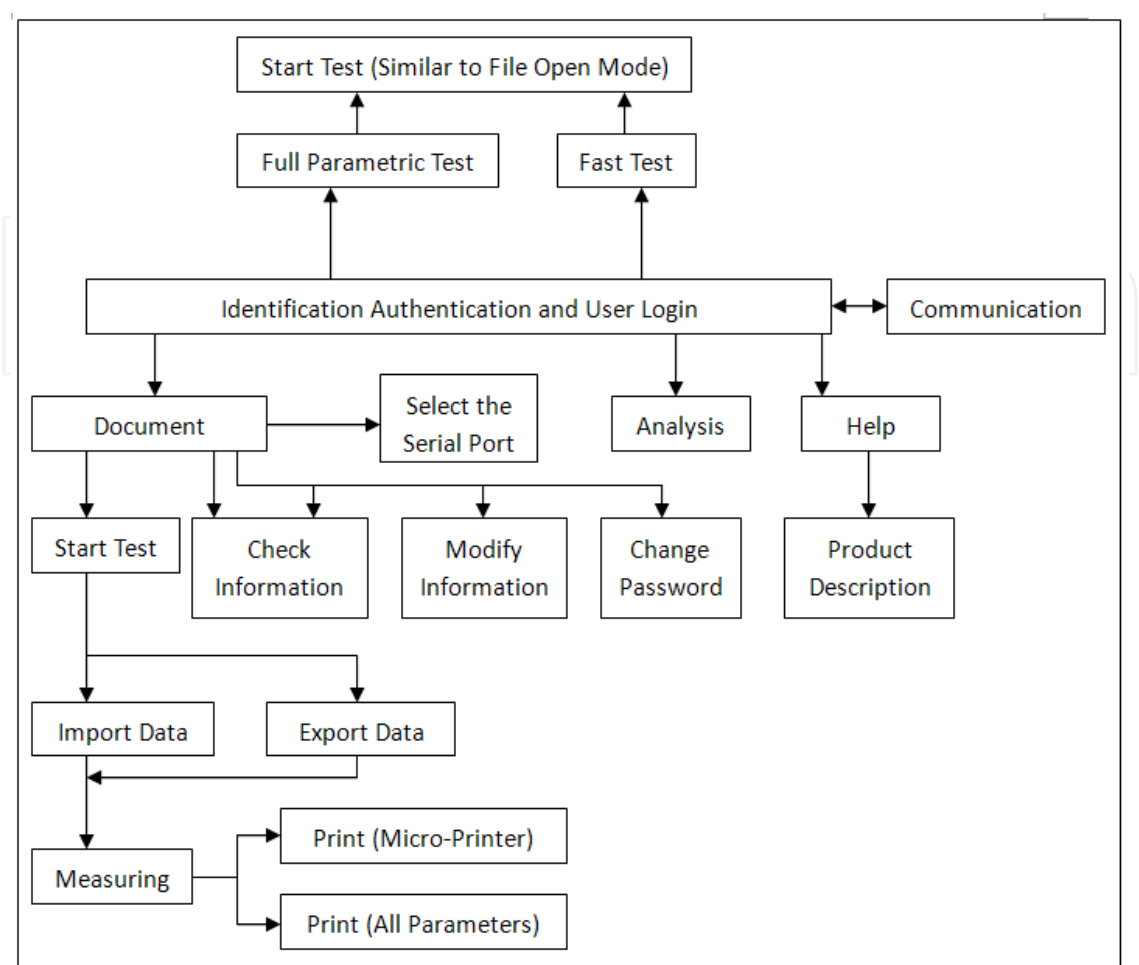 Start Test (Similar to File Open Mode)
Full Parametric Test
Fast Test
Identification Authentication and User Login
Communication
Document
Select the
Serial Port
Analysis
Help
Start Test
Check
Information
Modify
Information
Change
Password
Product
Description
Import Data
Export Data
Print (Micro-Printer)
Measuring
Print (All Parameters)